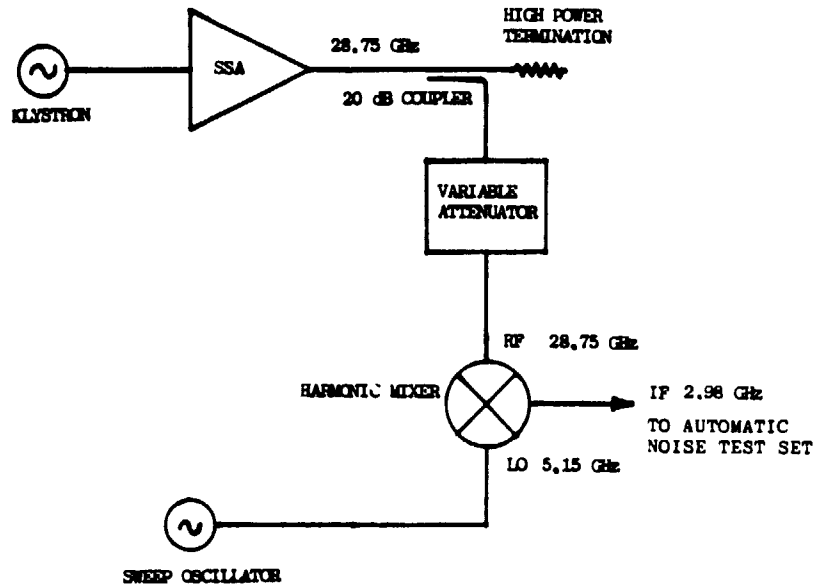 HIGH POWER
TERMINATION
28.75 GHz
SSA
20 dB COUPLER
KLYSTRON
VARIABLE
ATTENUATOR
RF 28.75 GHz
HARMONIC MIXER
IF 2.98 GHz
TO AUTOMATIC
NOISE TEST SET
LO 5.15 GHz
SWEEP OSCILLATOR